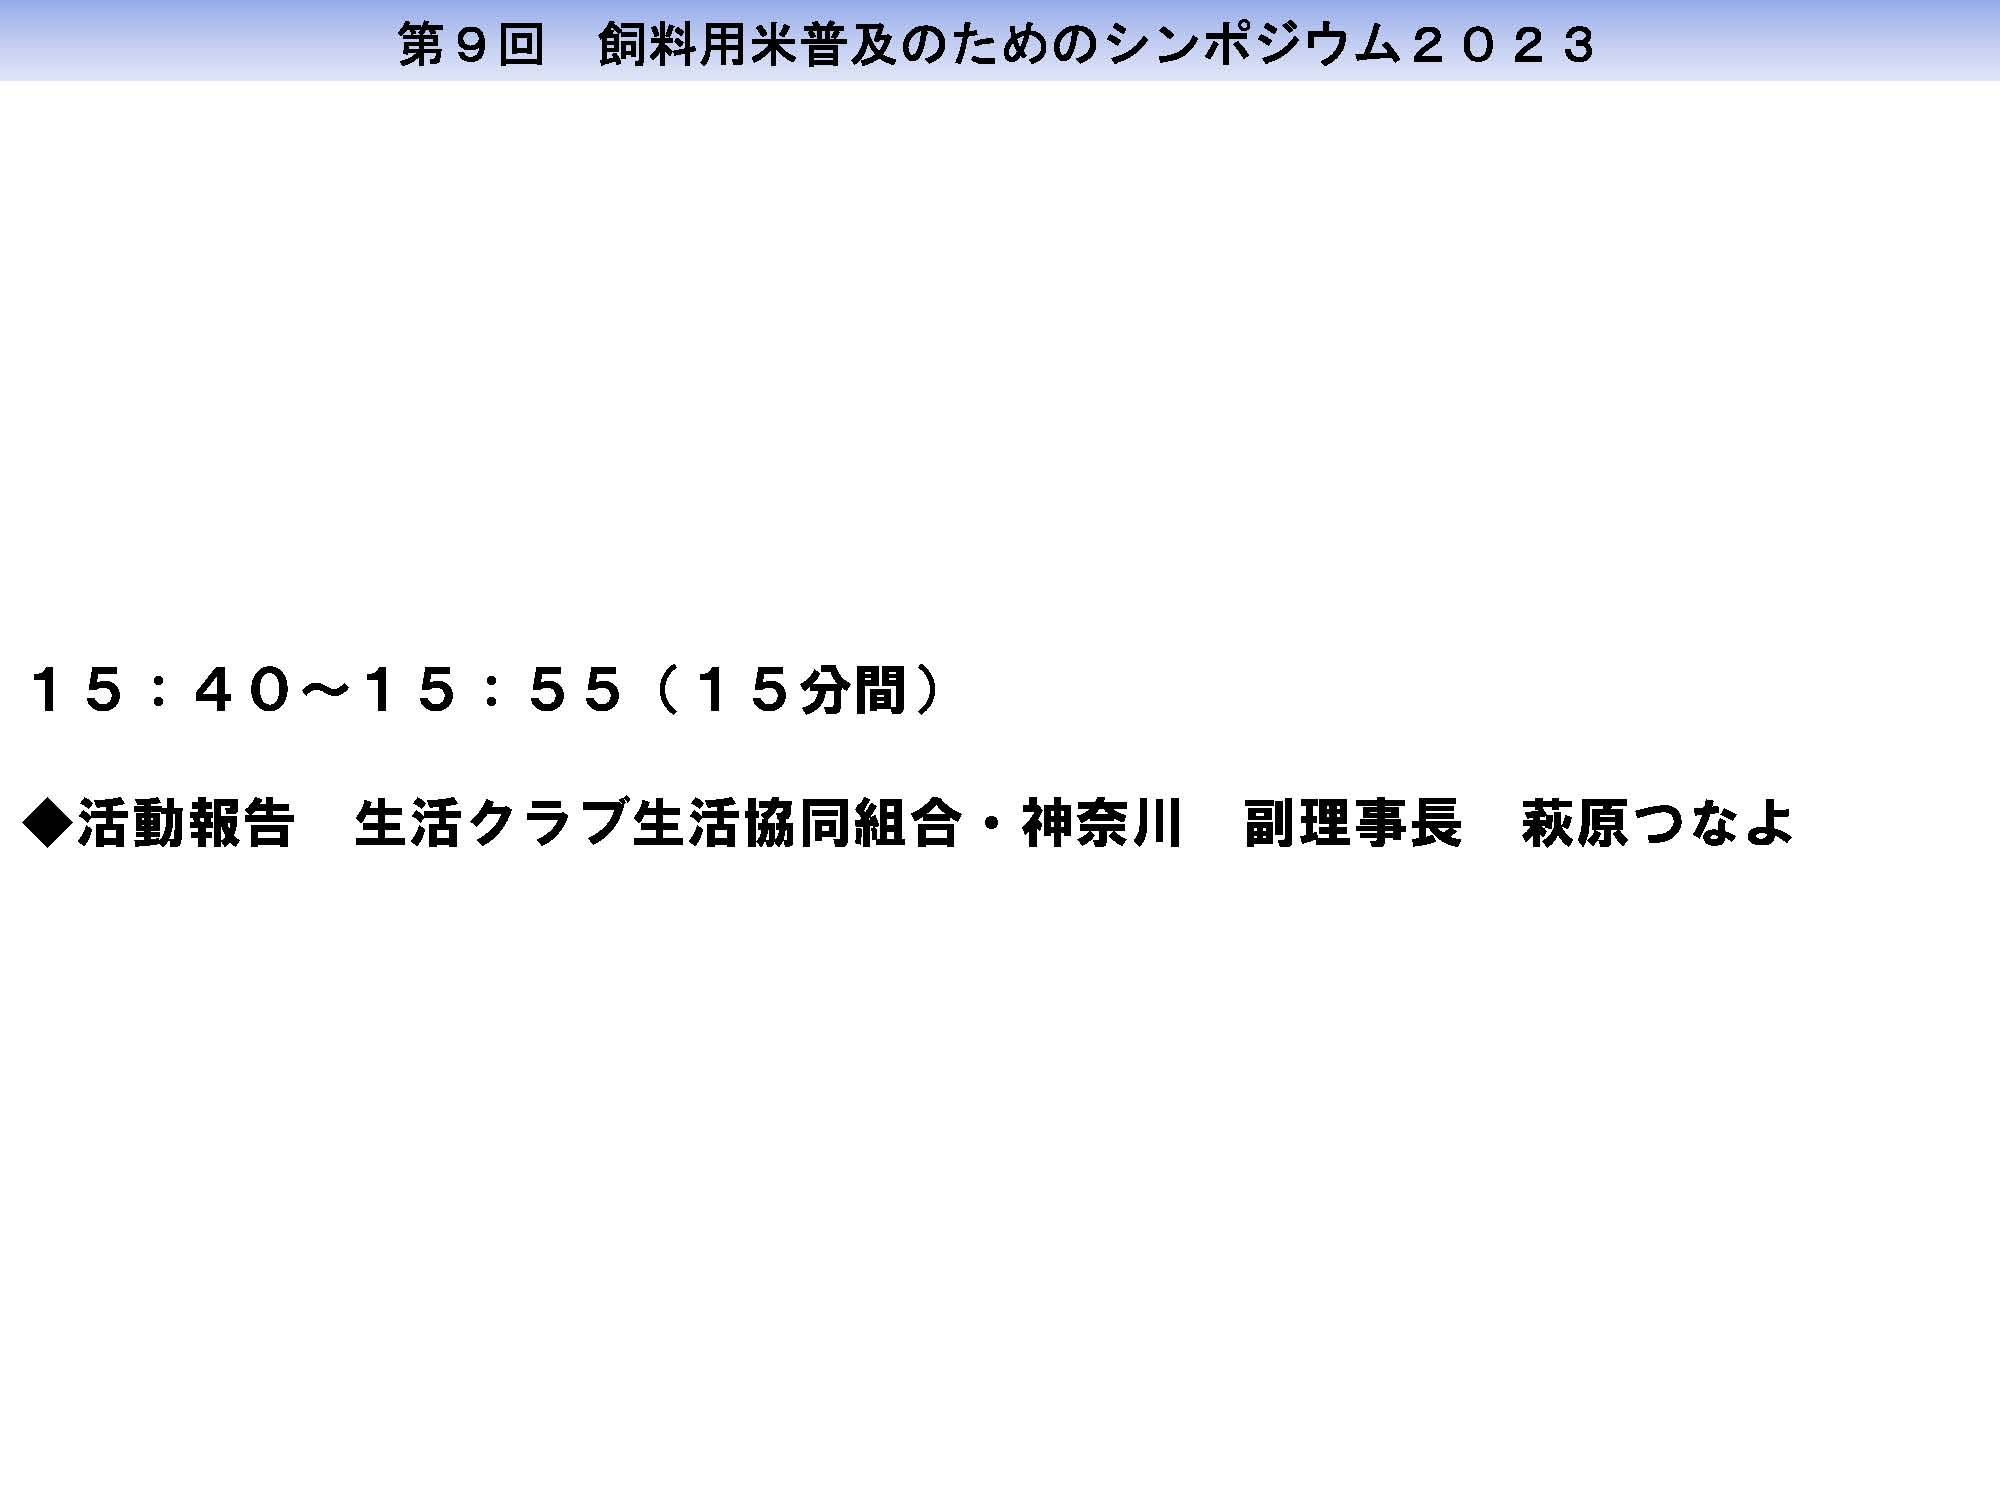 第９回　飼料用米普及のためのシンポジウム２０２３
１５：４０～１５：５５（１５分間）
◆活動報告　生活クラブ生活協同組合・神奈川　副理事長　萩原つなよ